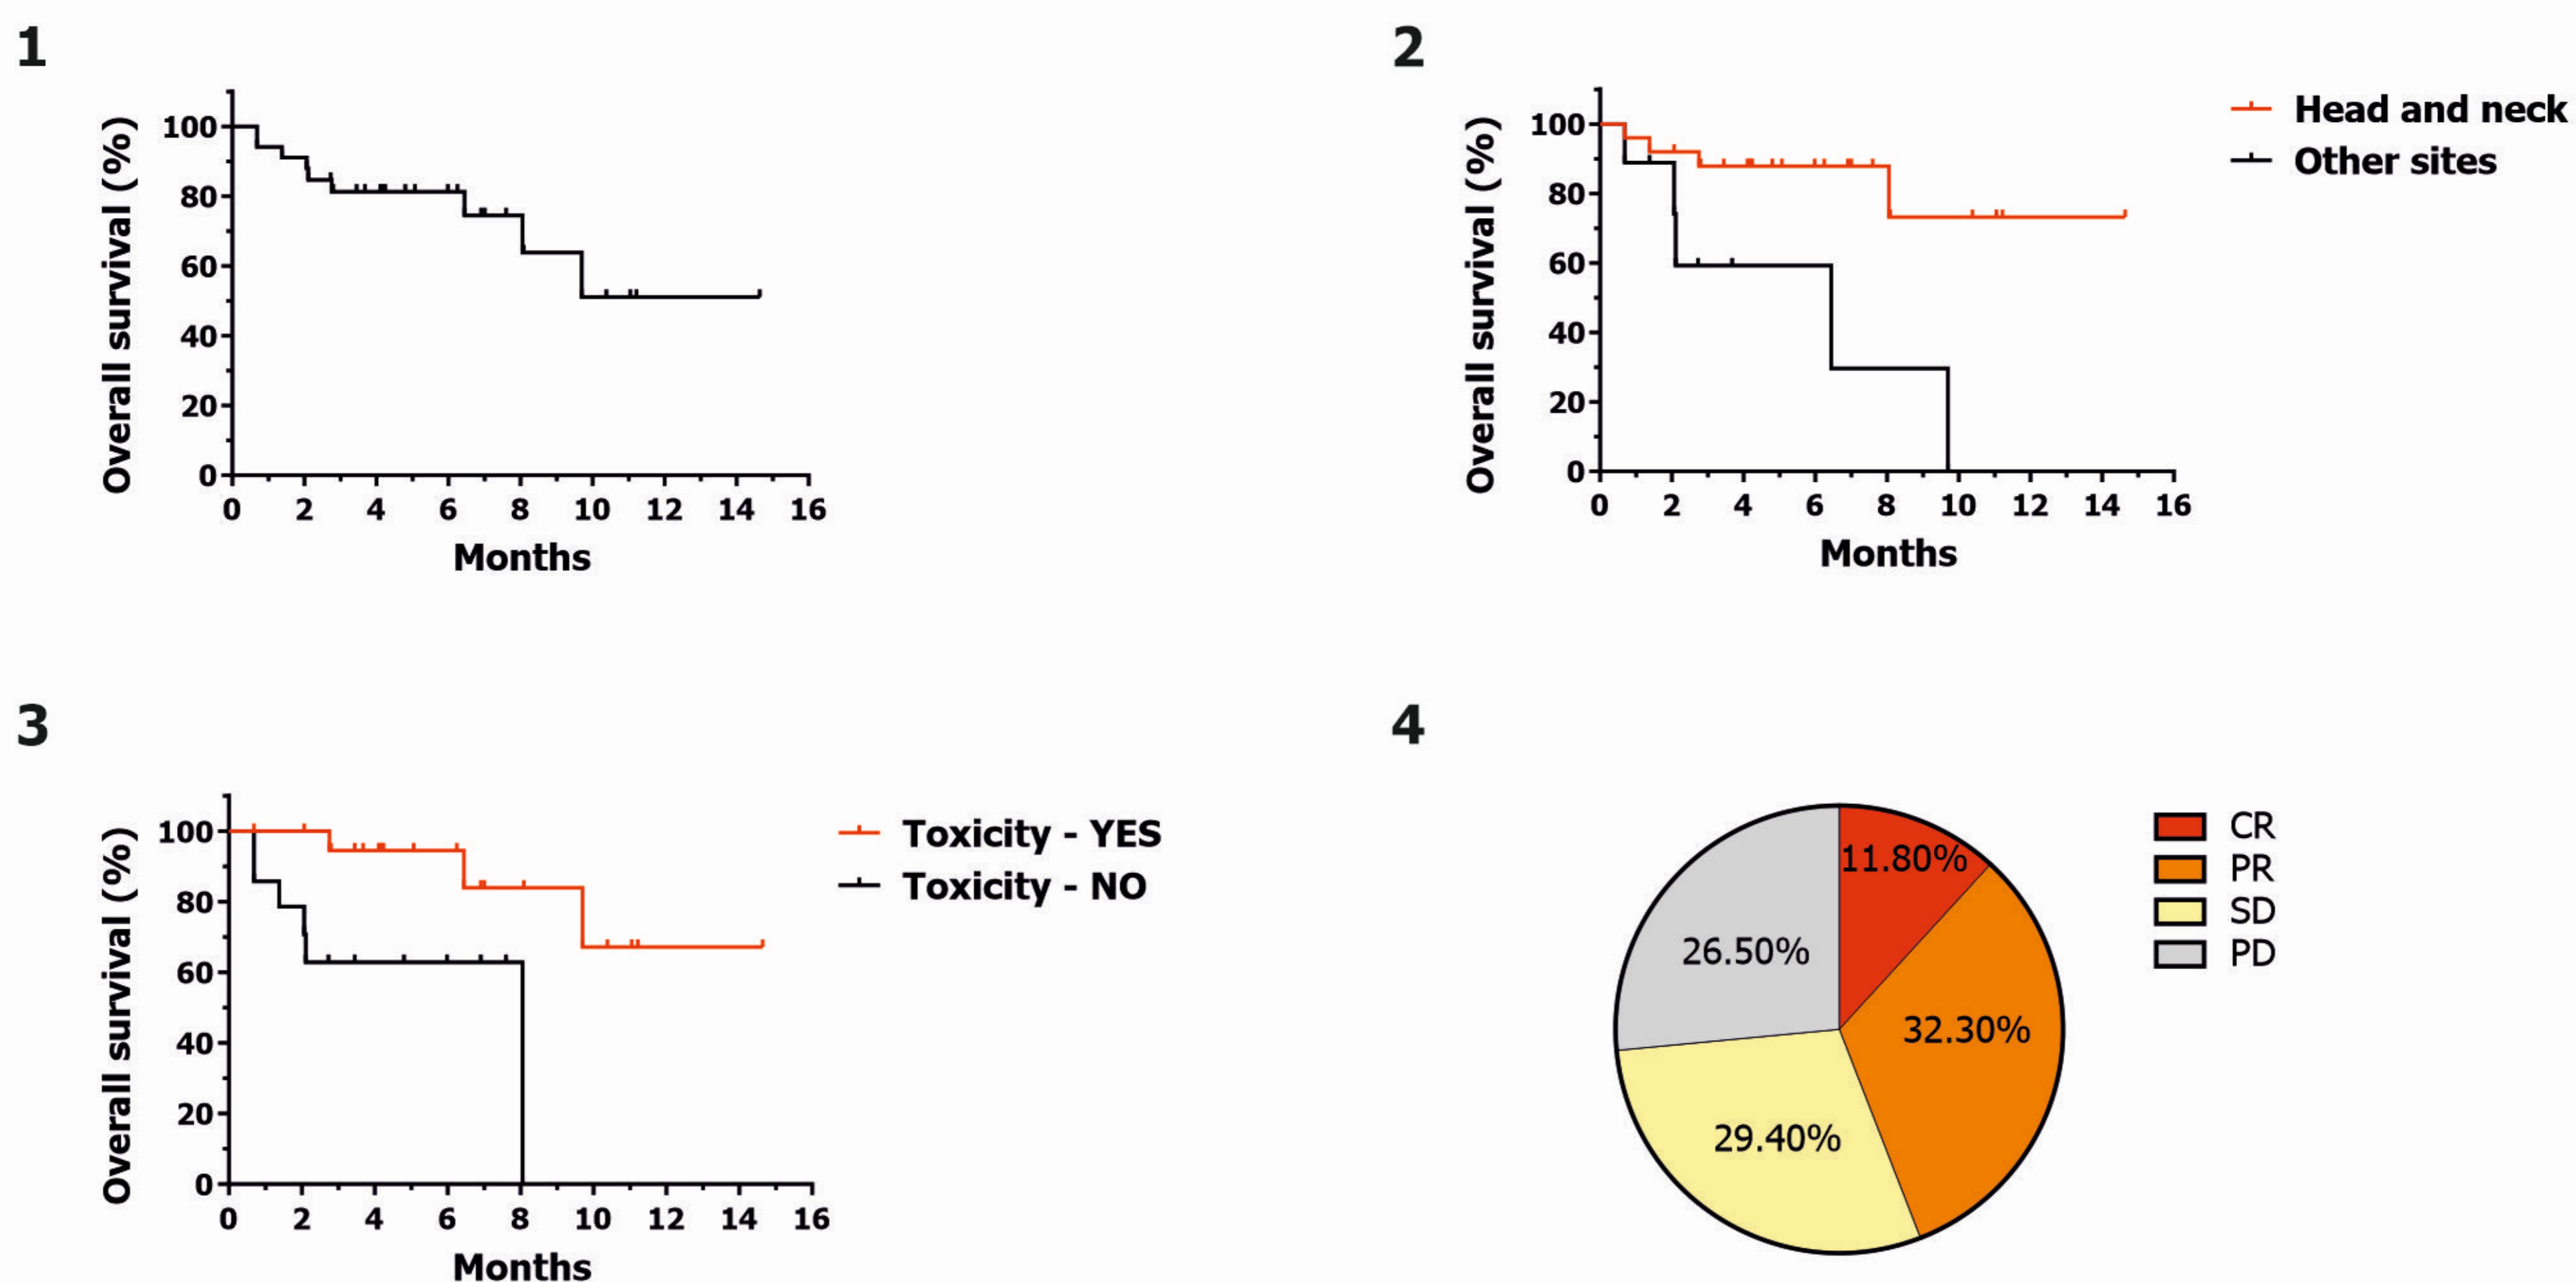 1
Overall survival (%)
100
80
60
40
20
0
0 2 4 6 8 10 12 14 16
Months
2
Overall survival (%)
100
80
60
40
20
0
0 2 4 6 8 10 12 14 16
Months
Head and neck
Other sites
3
Overall survival (%)
100
80
60
40
20
0
0 2 4 6 8 10 12 14 16
Months
Toxicity - YES
Toxicity - NO
4
11.80%
32.30%
29.40%
26.50%
CR
PR
SD
PD